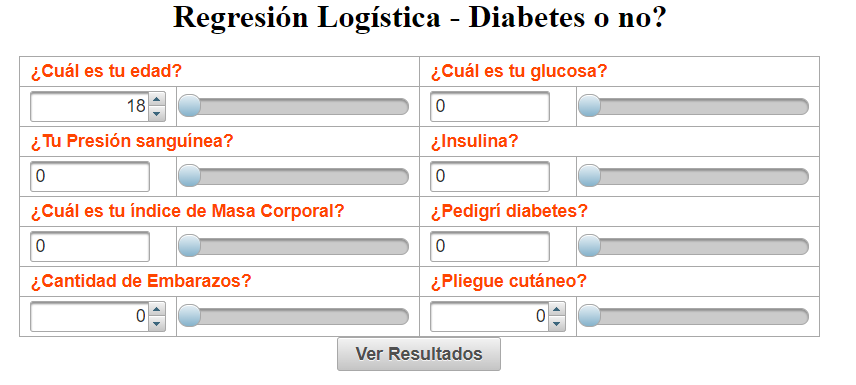 Regresión Logística - Diabetes o no?
¿Cuál es tu edad? ¿Cuál es tu glucosa?
18 0
¿Tu Presión sanguínea? ¿Insulina?
0 0
¿Cuál es tu índice de Masa Corporal? ¿Pedigrí diabetes?
0 0
¿Cantidad de Embarazos? ¿Pliegue cutáneo?
0 0
Ver Resultados